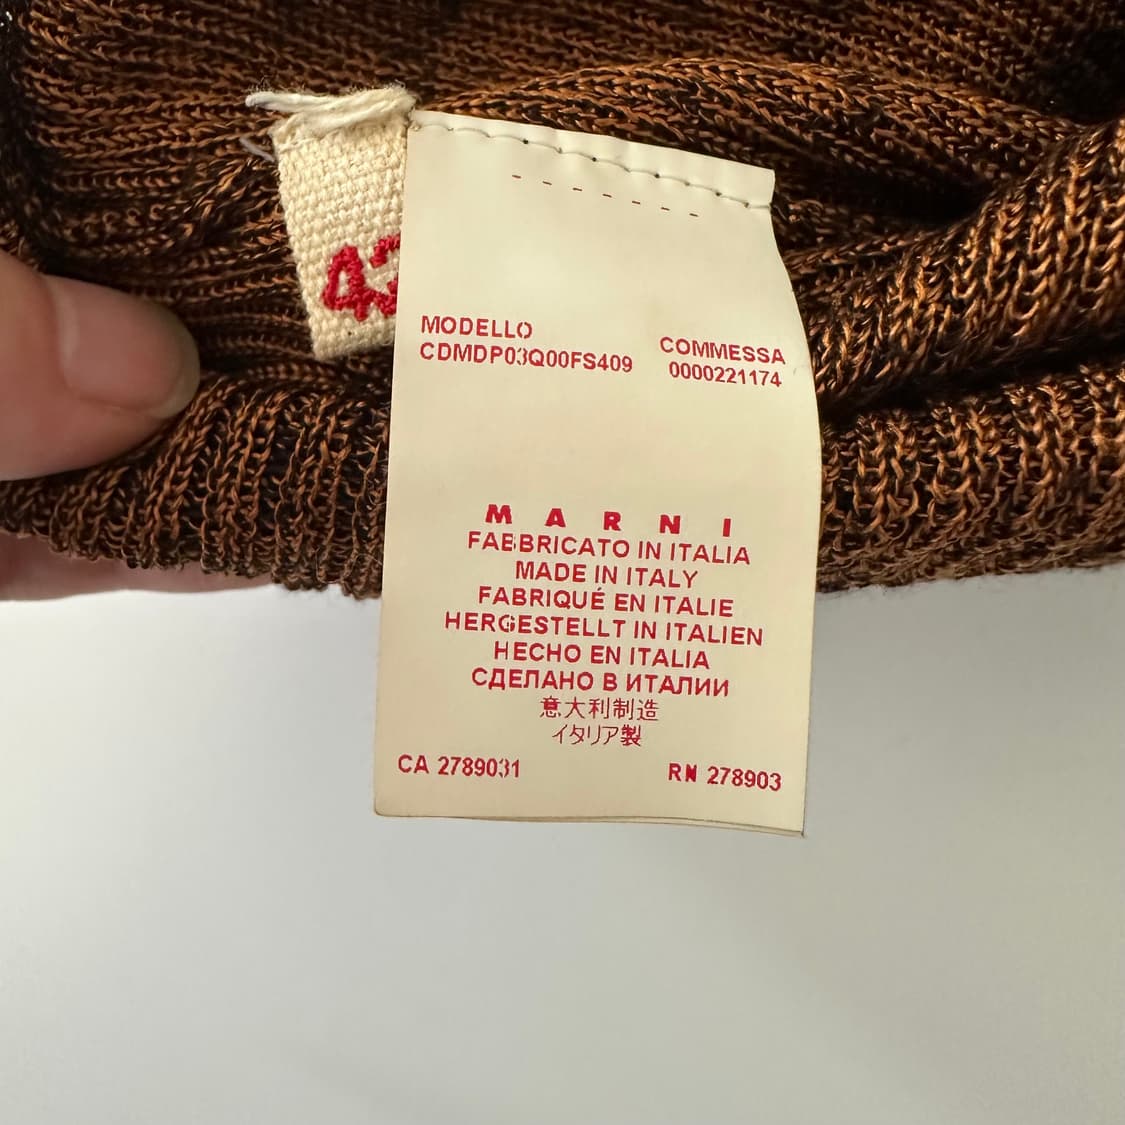 MODELLO
CDMDP03Q00FS409
COMMESSA
0000221174
MARNI
FABBRICATO IN ITALIA
MADE IN ITALY
FABRIQUÉ EN ITALIE
HERGESTELLT IN ITALIEN
HECHO EN ITALIA
СДЕЛАНО В ИТАЛИИ
意大利制造
イタリア製
CA 2789031
RN 278903